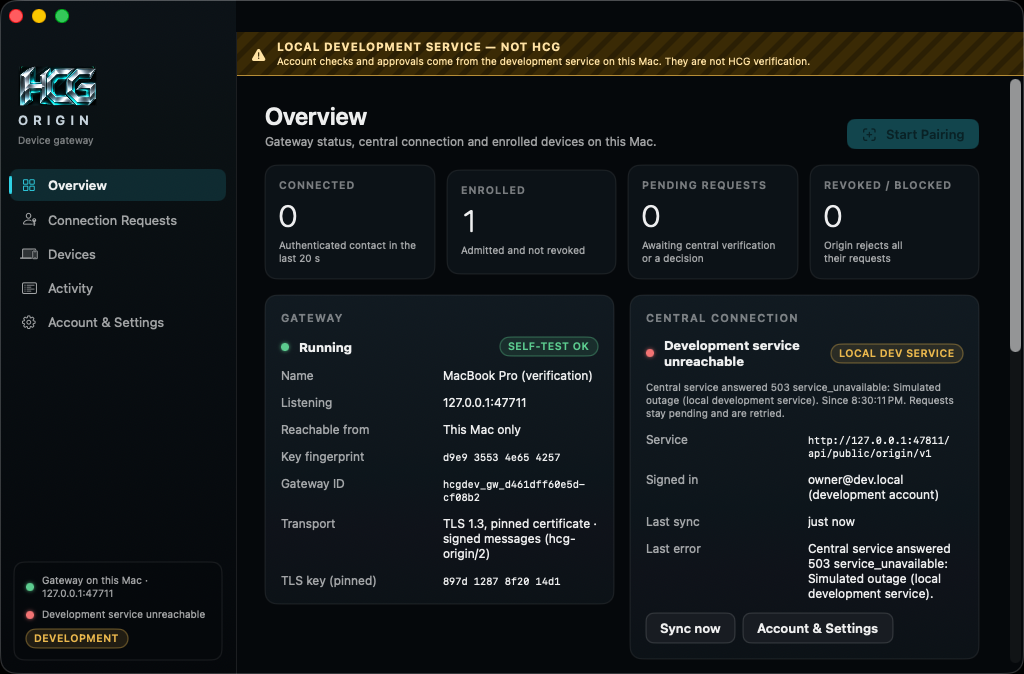 HCG
ORIGIN
Device gateway
Overview
Connection Requests
Devices
Activity
Account & Settings
Gateway on this Mac ·
127.0.0.1:47711
Development service unreachable
DEVELOPMENT
LOCAL DEVELOPMENT SERVICE — NOT HCG
Account checks and approvals come from the development service on this Mac. They are not HCG verification.
Overview
Gateway status, central connection and enrolled devices on this Mac.
Start Pairing
CONNECTED
0
Authenticated contact in the
last 20 s
ENROLLED
1
Admitted and not revoked
PENDING REQUESTS
0
Awaiting central verification
or a decision
REVOKED / BLOCKED
0
Origin rejects all
their requests
GATEWAY
Running
SELF-TEST OK
Name
MacBook Pro (verification)
Listening
127.0.0.1:47711
Reachable from
This Mac only
Key fingerprint
d9e9 3553 4e65 4257
Gateway ID
hcgdev_gw_d461dff60e5d-
cf08b2
Transport
TLS 1.3, pinned certificate ·
signed messages (hcg-
origin/2)
TLS key (pinned)
897d 1287 8f20 14d1
CENTRAL CONNECTION
Development service
unreachable
LOCAL DEV SERVICE
Central service answered 503 service_unavailable: Simulated
outage (local development service). Since 8:30:11 PM. Requests
stay pending and are retried.
Service
http://127.0.0.1:47811/
api/public/origin/v1
Signed in
owner@dev.local
(development account)
Last sync
just now
Last error
Central service answered
503 service_unavailable:
Simulated outage (local
development service).
Sync now
Account & Settings